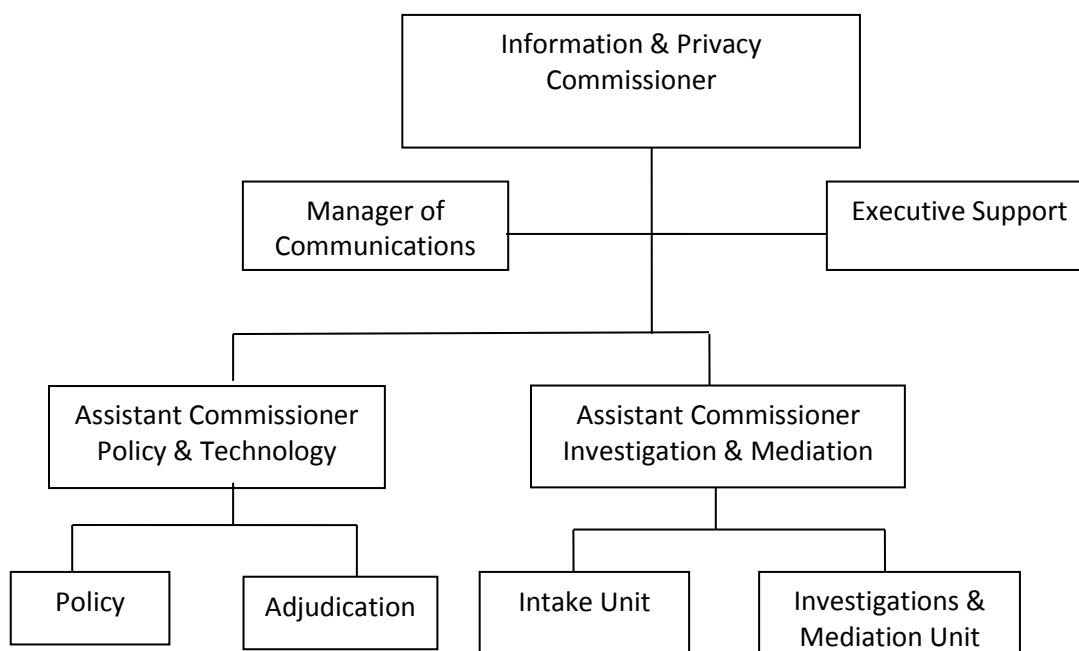 Information & Privacy
Commissioner
Manager of
Communications
Executive Support
Assistant Commissioner
Policy & Technology
Assistant Commissioner
Investigation & Mediation
Policy
Adjudication
Intake Unit
Investigations &
Mediation Unit